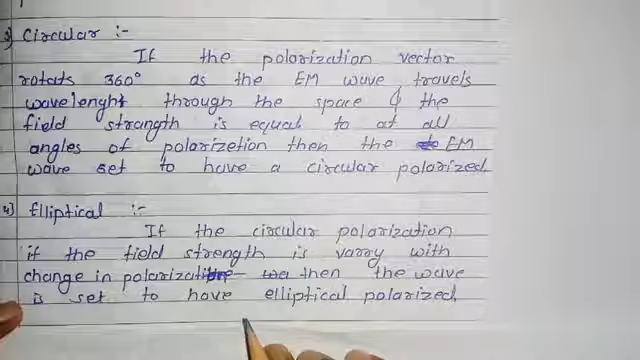 3) Circular :-
If the polarization vector
rotats 360° as the EM wave travels
wavelenght through the space & the
field strangth is equal to at all
angles of polarizetion then the EM
wave set to have a circular polarized.
4) Elliptical :-
If the circular polarization
if the field strength is varry with
change in polarization then the wave
is set to have elliptical polarized.